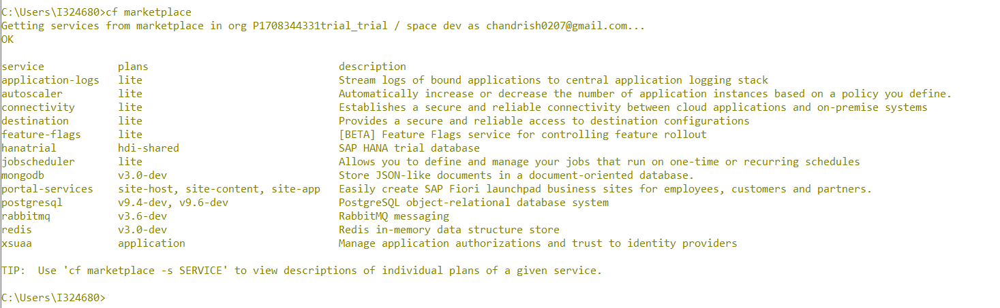 C:\Users\I324680>cf marketplace
Getting services from marketplace in org P1708344331trial_trial / space dev as chandrish0207@gmail.com...
OK
service plans description
application-logs lite Stream logs of bound applications to central application logging stack
autoscaler lite Automatically increase or decrease the number of application instances based on a policy you define.
connectivity lite Establishes a secure and reliable connectivity between cloud applications and on-premise systems
destination lite Provides a secure and reliable access to destination configurations
feature-flags lite [BETA] Feature Flags service for controlling feature rollout
hanatrial hdi-shared SAP HANA trial database
jobscheduler lite Allows you to define and manage your jobs that run on one-time or recurring schedules
mongodb v3.0-dev Store JSON-like documents in a document-oriented database.
portal-services site-host, site-content, site-app Easily create SAP Fiori launchpad business sites for employees, customers and partners.
postgresql v9.4-dev, v9.6-dev PostgreSQL object-relational database system
rabbitmq v3.6-dev RabbitMQ messaging
redis v3.0-dev Redis in-memory data structure store
xsuaa application Manage application authorizations and trust to identity providers
TIP: Use 'cf marketplace -s SERVICE' to view descriptions of individual plans of a given service.
C:\Users\I324680>